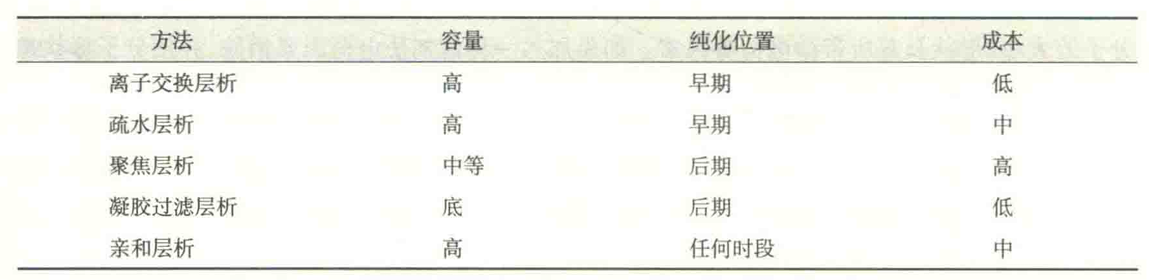 方法 容量 纯化位置 成本
离子交换层析 高 早期 低
疏水层析 高 早期 中
聚焦层析 中等 后期 高
凝胶过滤层析 底 后期 低
亲和层析 高 任何时段 中